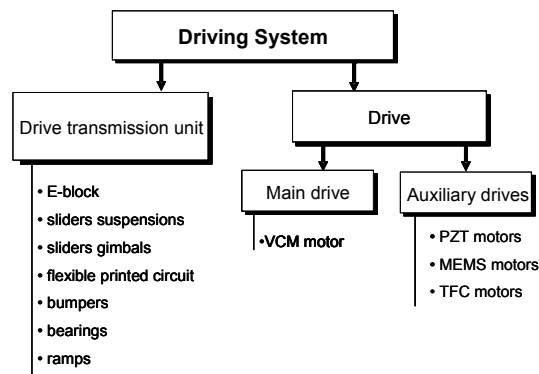 Driving System
Drive transmission unit
• E-block
• sliders suspensions
• sliders gimbals
• flexible printed circuit
• bumpers
• bearings
• ramps
Drive
Main drive
•VCM motor
Auxiliary drives
• PZT motors
• MEMS motors
• TFC motors